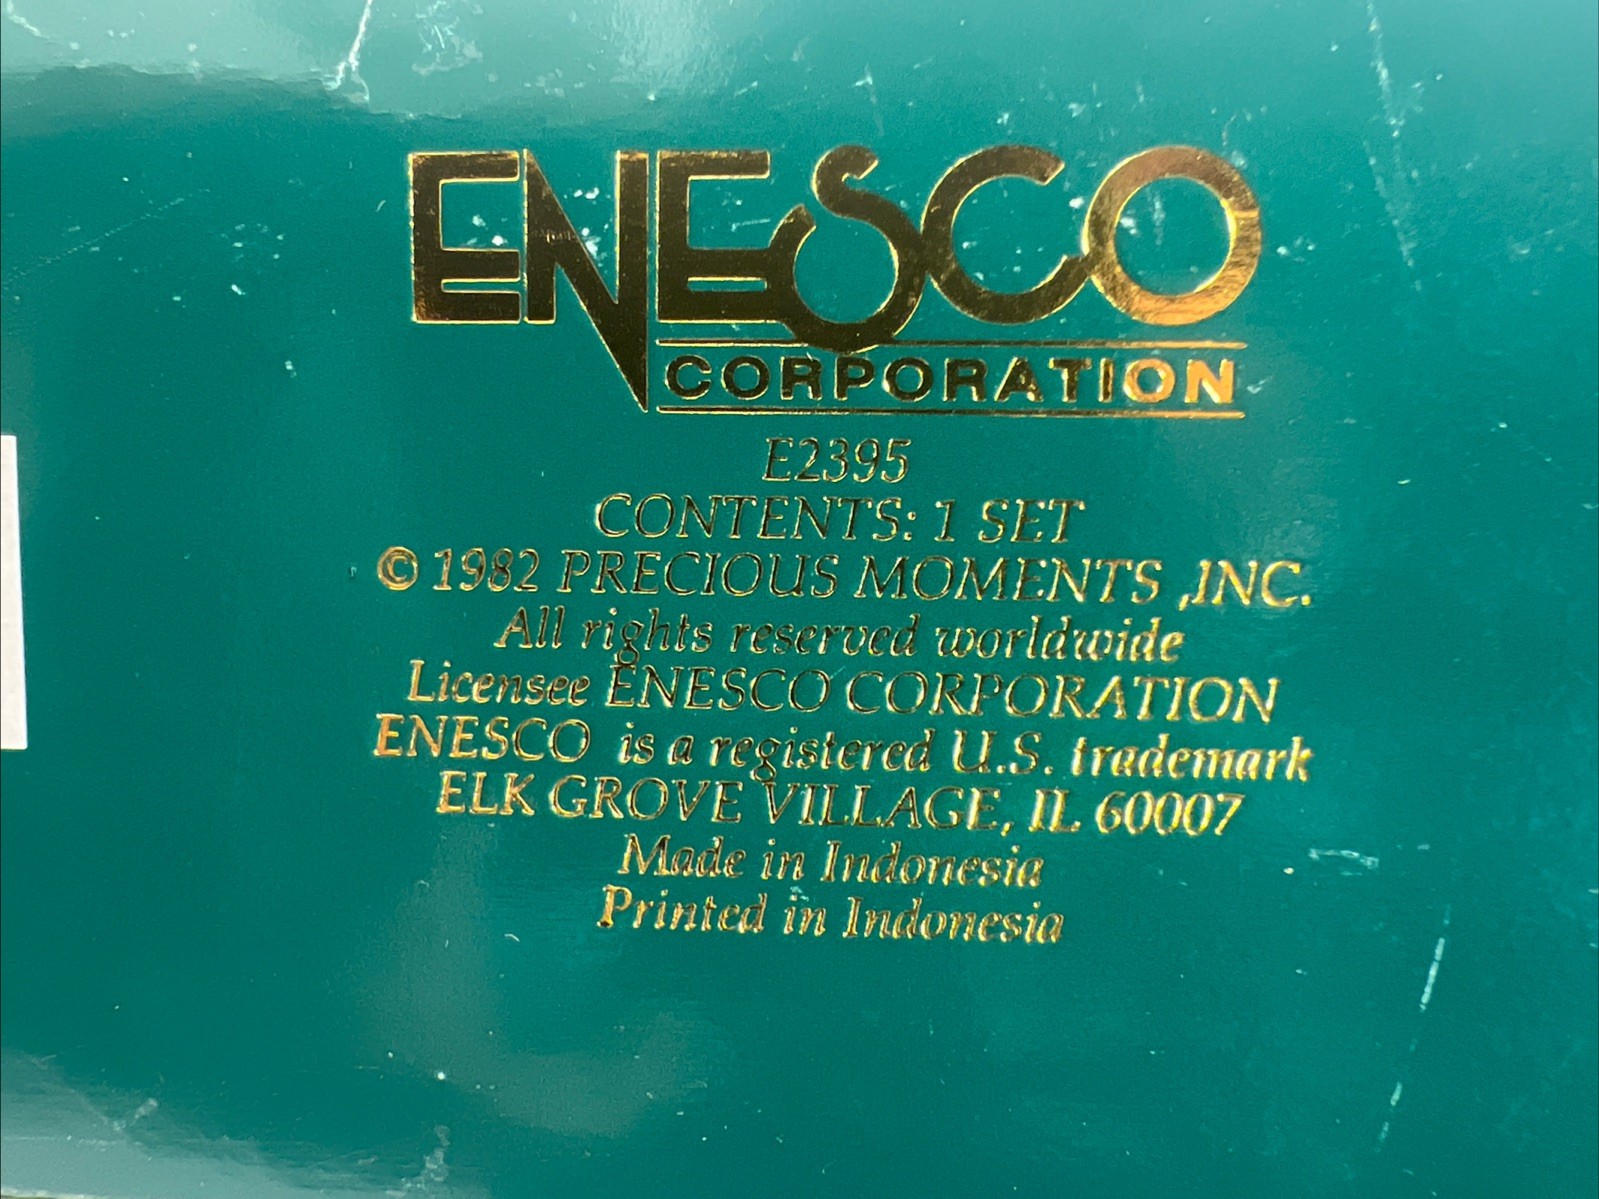 ENESCO
CORPORATION
E2395
CONTENTS: 1 SET
© 1982 PRECIOUS MOMENTS ,INC.
All rights reserved worldwide
Licensee ENESCO CORPORATION
ENESCO is a registered U.S. trademark
ELK GROVE VILLAGE, IL 60007
Made in Indonesia
Printed in Indonesia